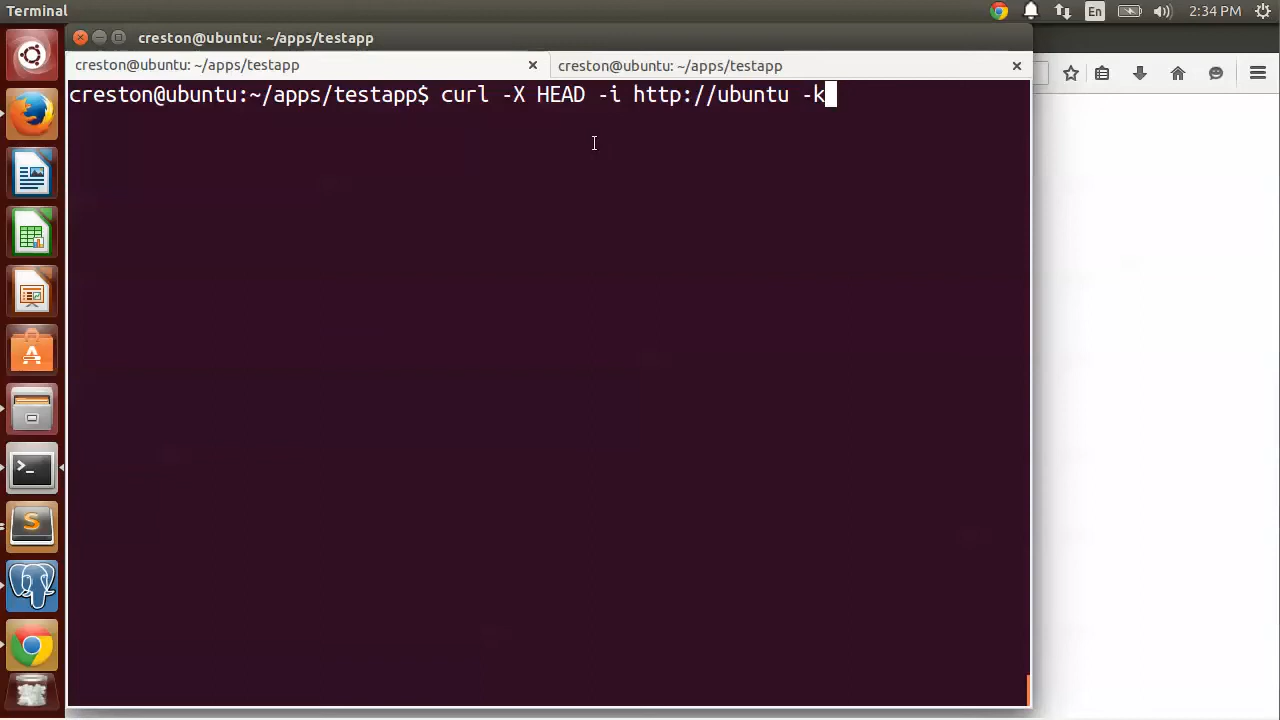 Terminal
En
2:34 PM
creston@ubuntu: ~/apps/testapp
creston@ubuntu: ~/apps/testapp
creston@ubuntu: ~/apps/testapp
creston@ubuntu:~/apps/testapp$ curl -X HEAD -i http://ubuntu -k